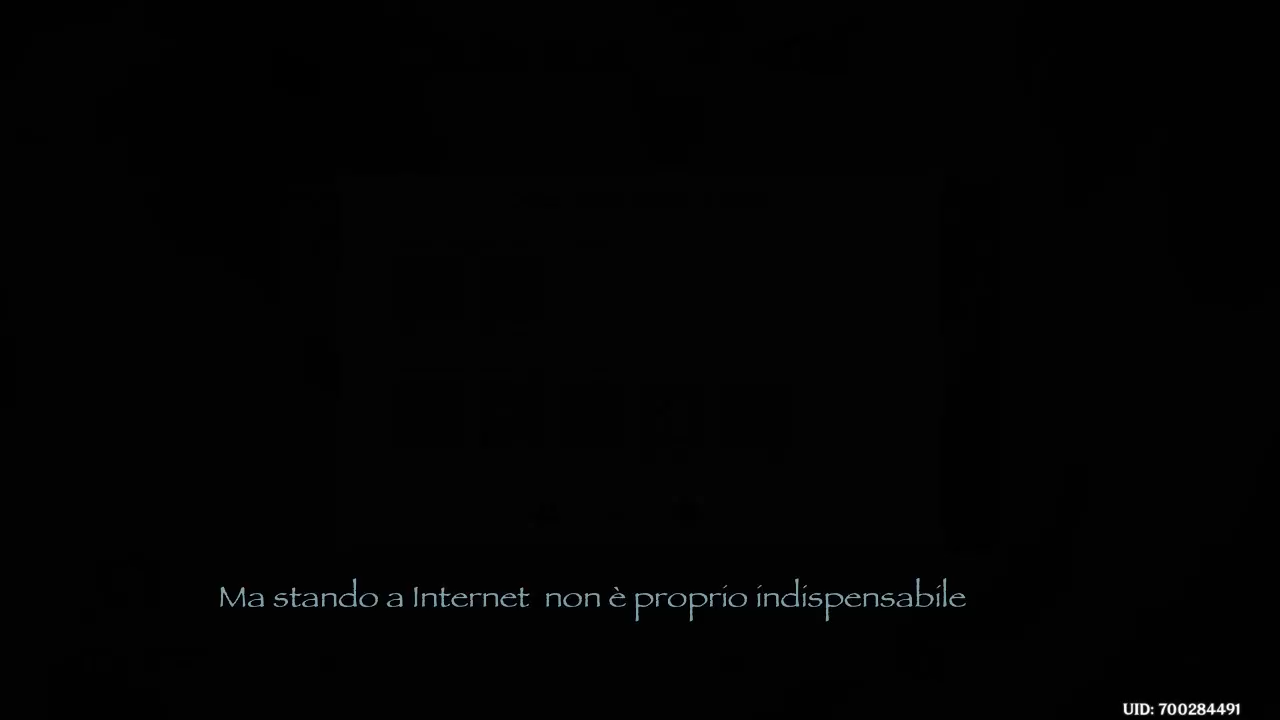 Ma stando a Internet non è proprio indispensabile
UID: 700284491